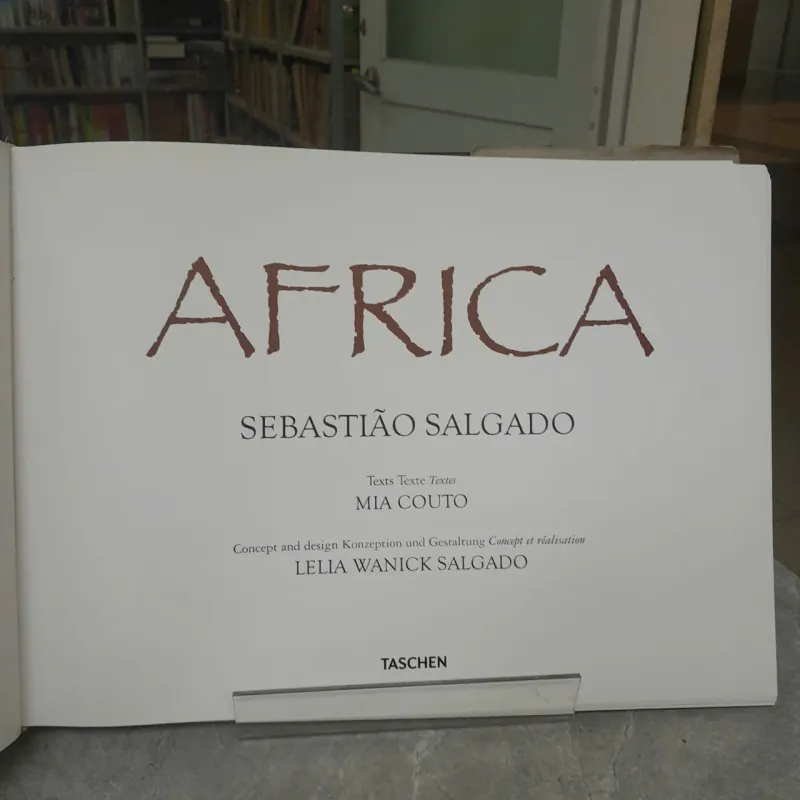 AFRICA
SEBASTIÃO SALGADO
Texts Texte Textes
MIA COUTO
Concept and design Konzeption und Gestaltung Concept et réalisation
LELIA WANICK SALGADO
TASCHEN